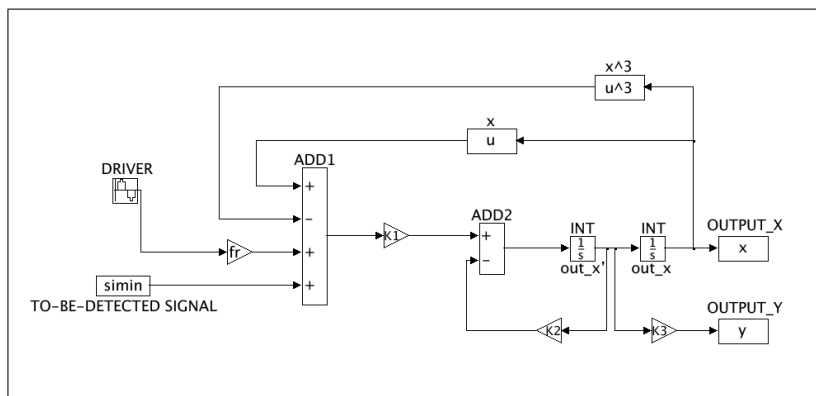 x^3
u^3
x
u
DRIVER
ADD1
+
−
+
+
fr
K1
ADD2
+
−
INT
1
s
out_x'
INT
1
s
out_x
OUTPUT_X
x
simin
TO-BE-DETECTED SIGNAL
K2
K3
OUTPUT_Y
y